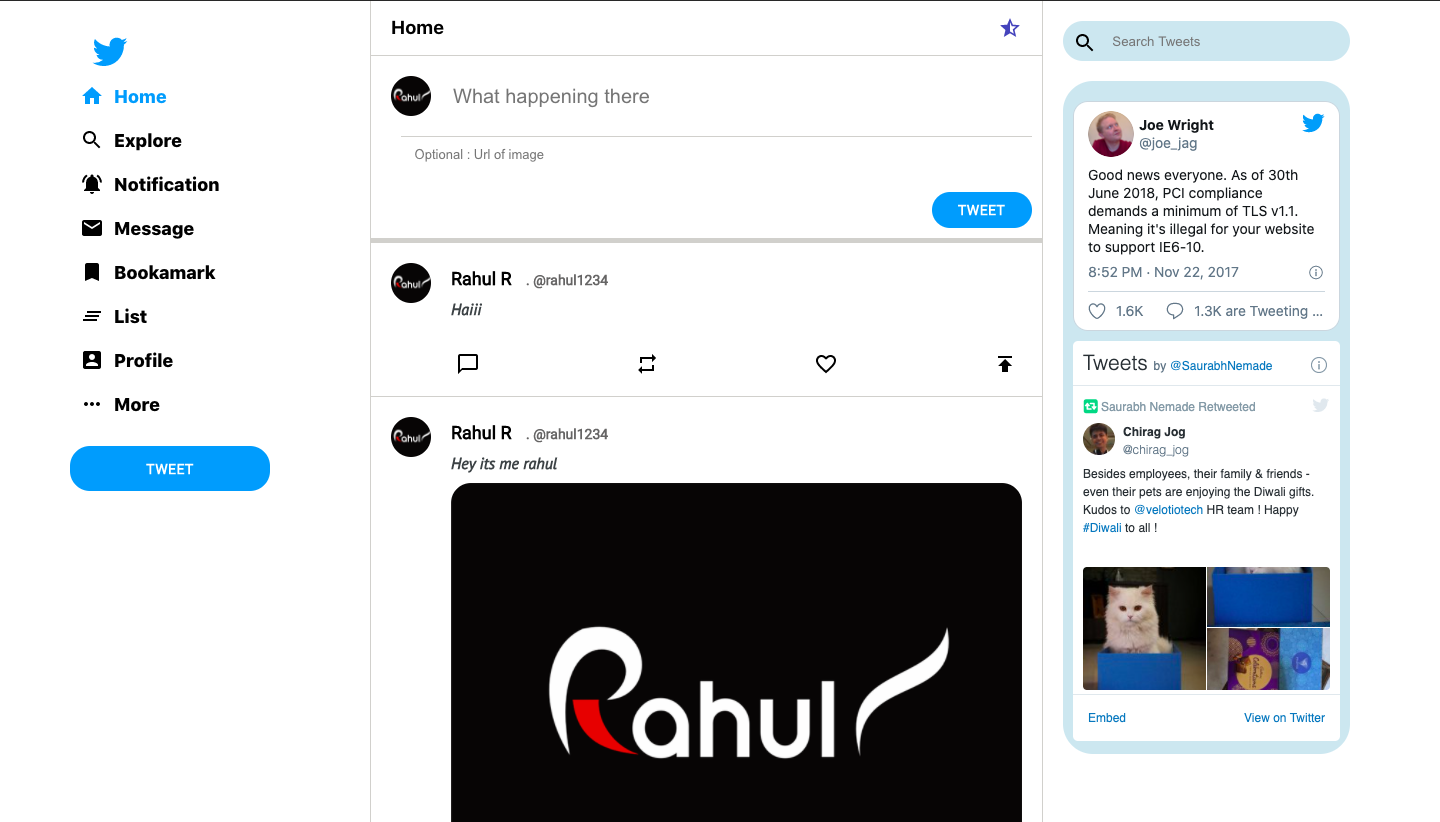 Home
Explore
Notification
Message
Bookamark
List
Profile
More
TWEET
Home
Rahul
What happening there
Optional : Url of image
TWEET
Rahul
Rahul R . @rahul1234
Haiii
Rahul
Rahul R . @rahul1234
Hey its me rahul
Rahul
Search Tweets
Joe Wright
@joe_jag
Good news everyone. As of 30th
June 2018, PCI compliance
demands a minimum of TLS v1.1.
Meaning it's illegal for your website
to support IE6-10.
8:52 PM · Nov 22, 2017
1.6K 1.3K are Tweeting ...
Tweets by @SaurabhNemade
Saurabh Nemade Retweeted
Chirag Jog
@chirag_jog
Besides employees, their family & friends -
even their pets are enjoying the Diwali gifts.
Kudos to @velotiotech HR team ! Happy
#Diwali to all !
Celebrations
Embed View on Twitter